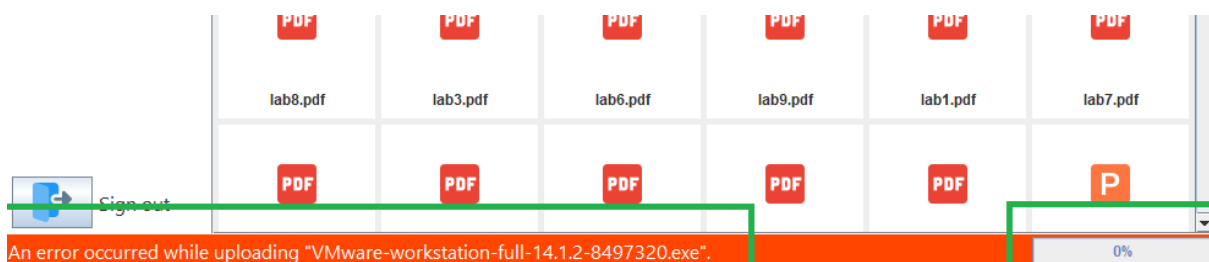 PDF PDF PDF PDF PDF PDF
lab8.pdf lab3.pdf lab6.pdf lab9.pdf lab1.pdf lab7.pdf
PDF PDF PDF PDF PDF P
Sign out
An error occurred while uploading "VMware-workstation-full-14.1.2-8497320.exe".
0%